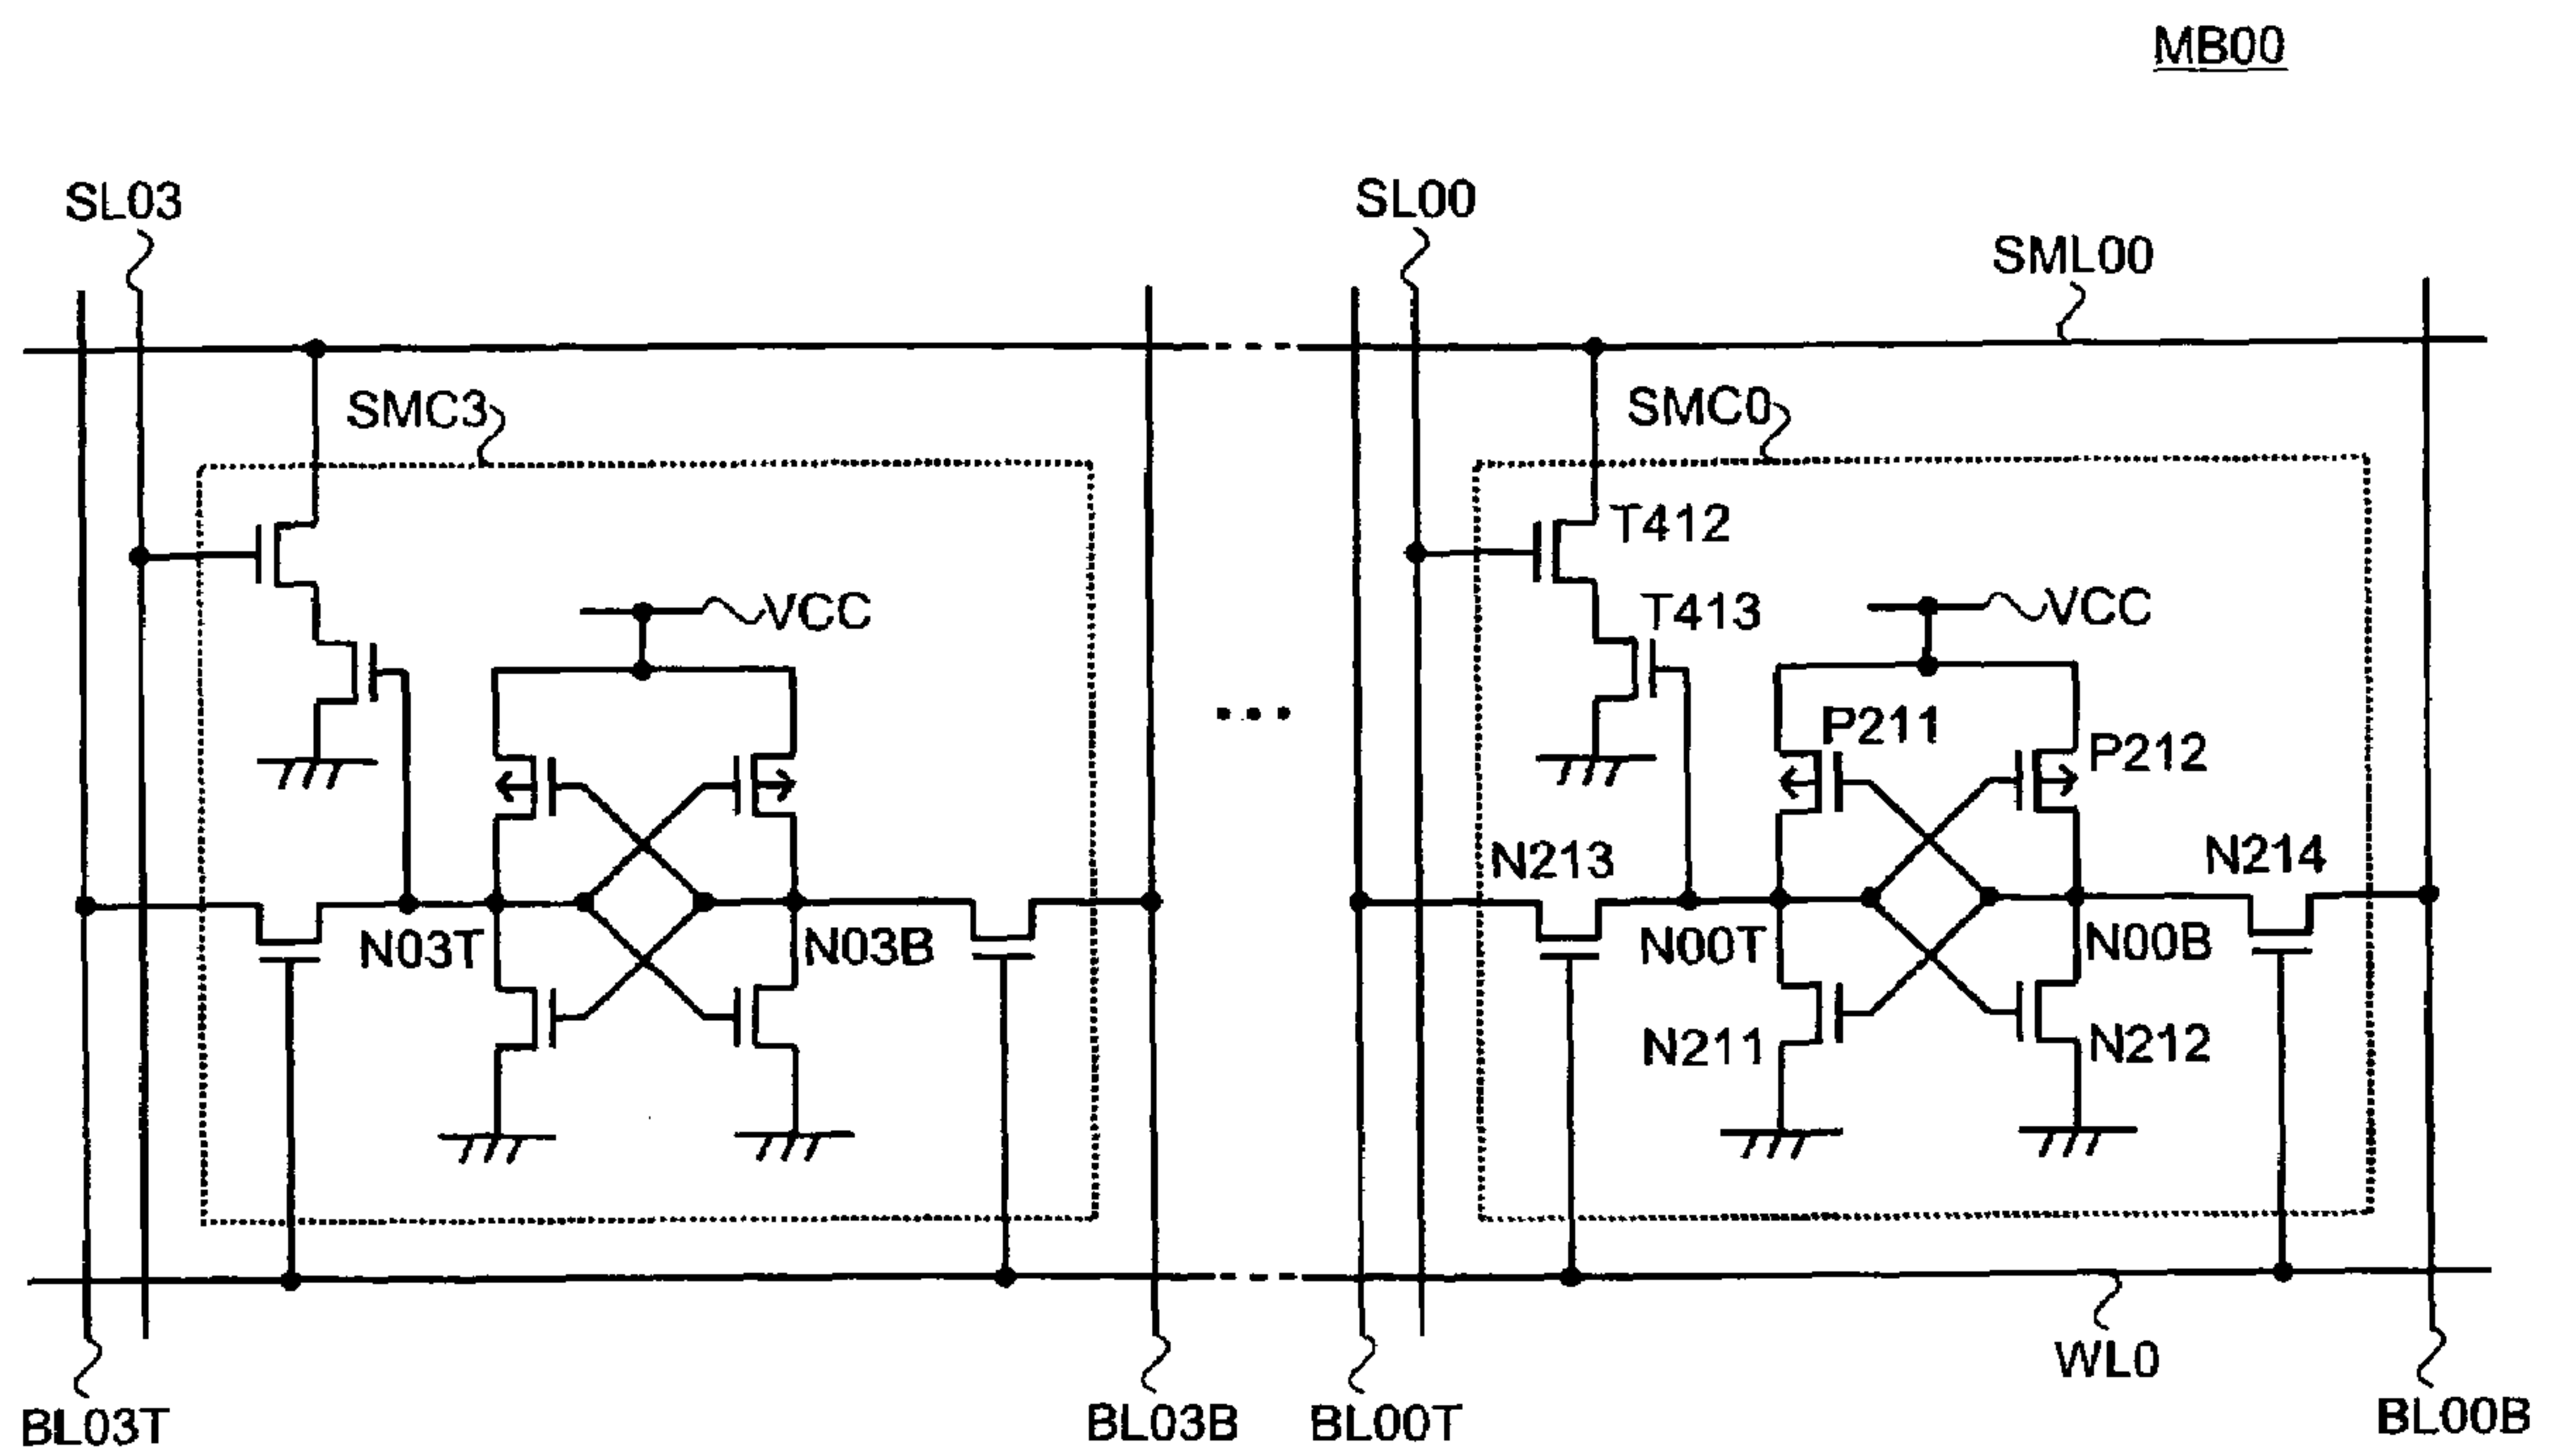 MB00
SL03
SL00
SML00
SMC3
SMC0
T412
VCC
T413
VCC
P211
P212
N213
N214
N03T
N03B
N00T
N00B
N211
N212
WL0
BL03T
BL03B
BL00T
BL00B